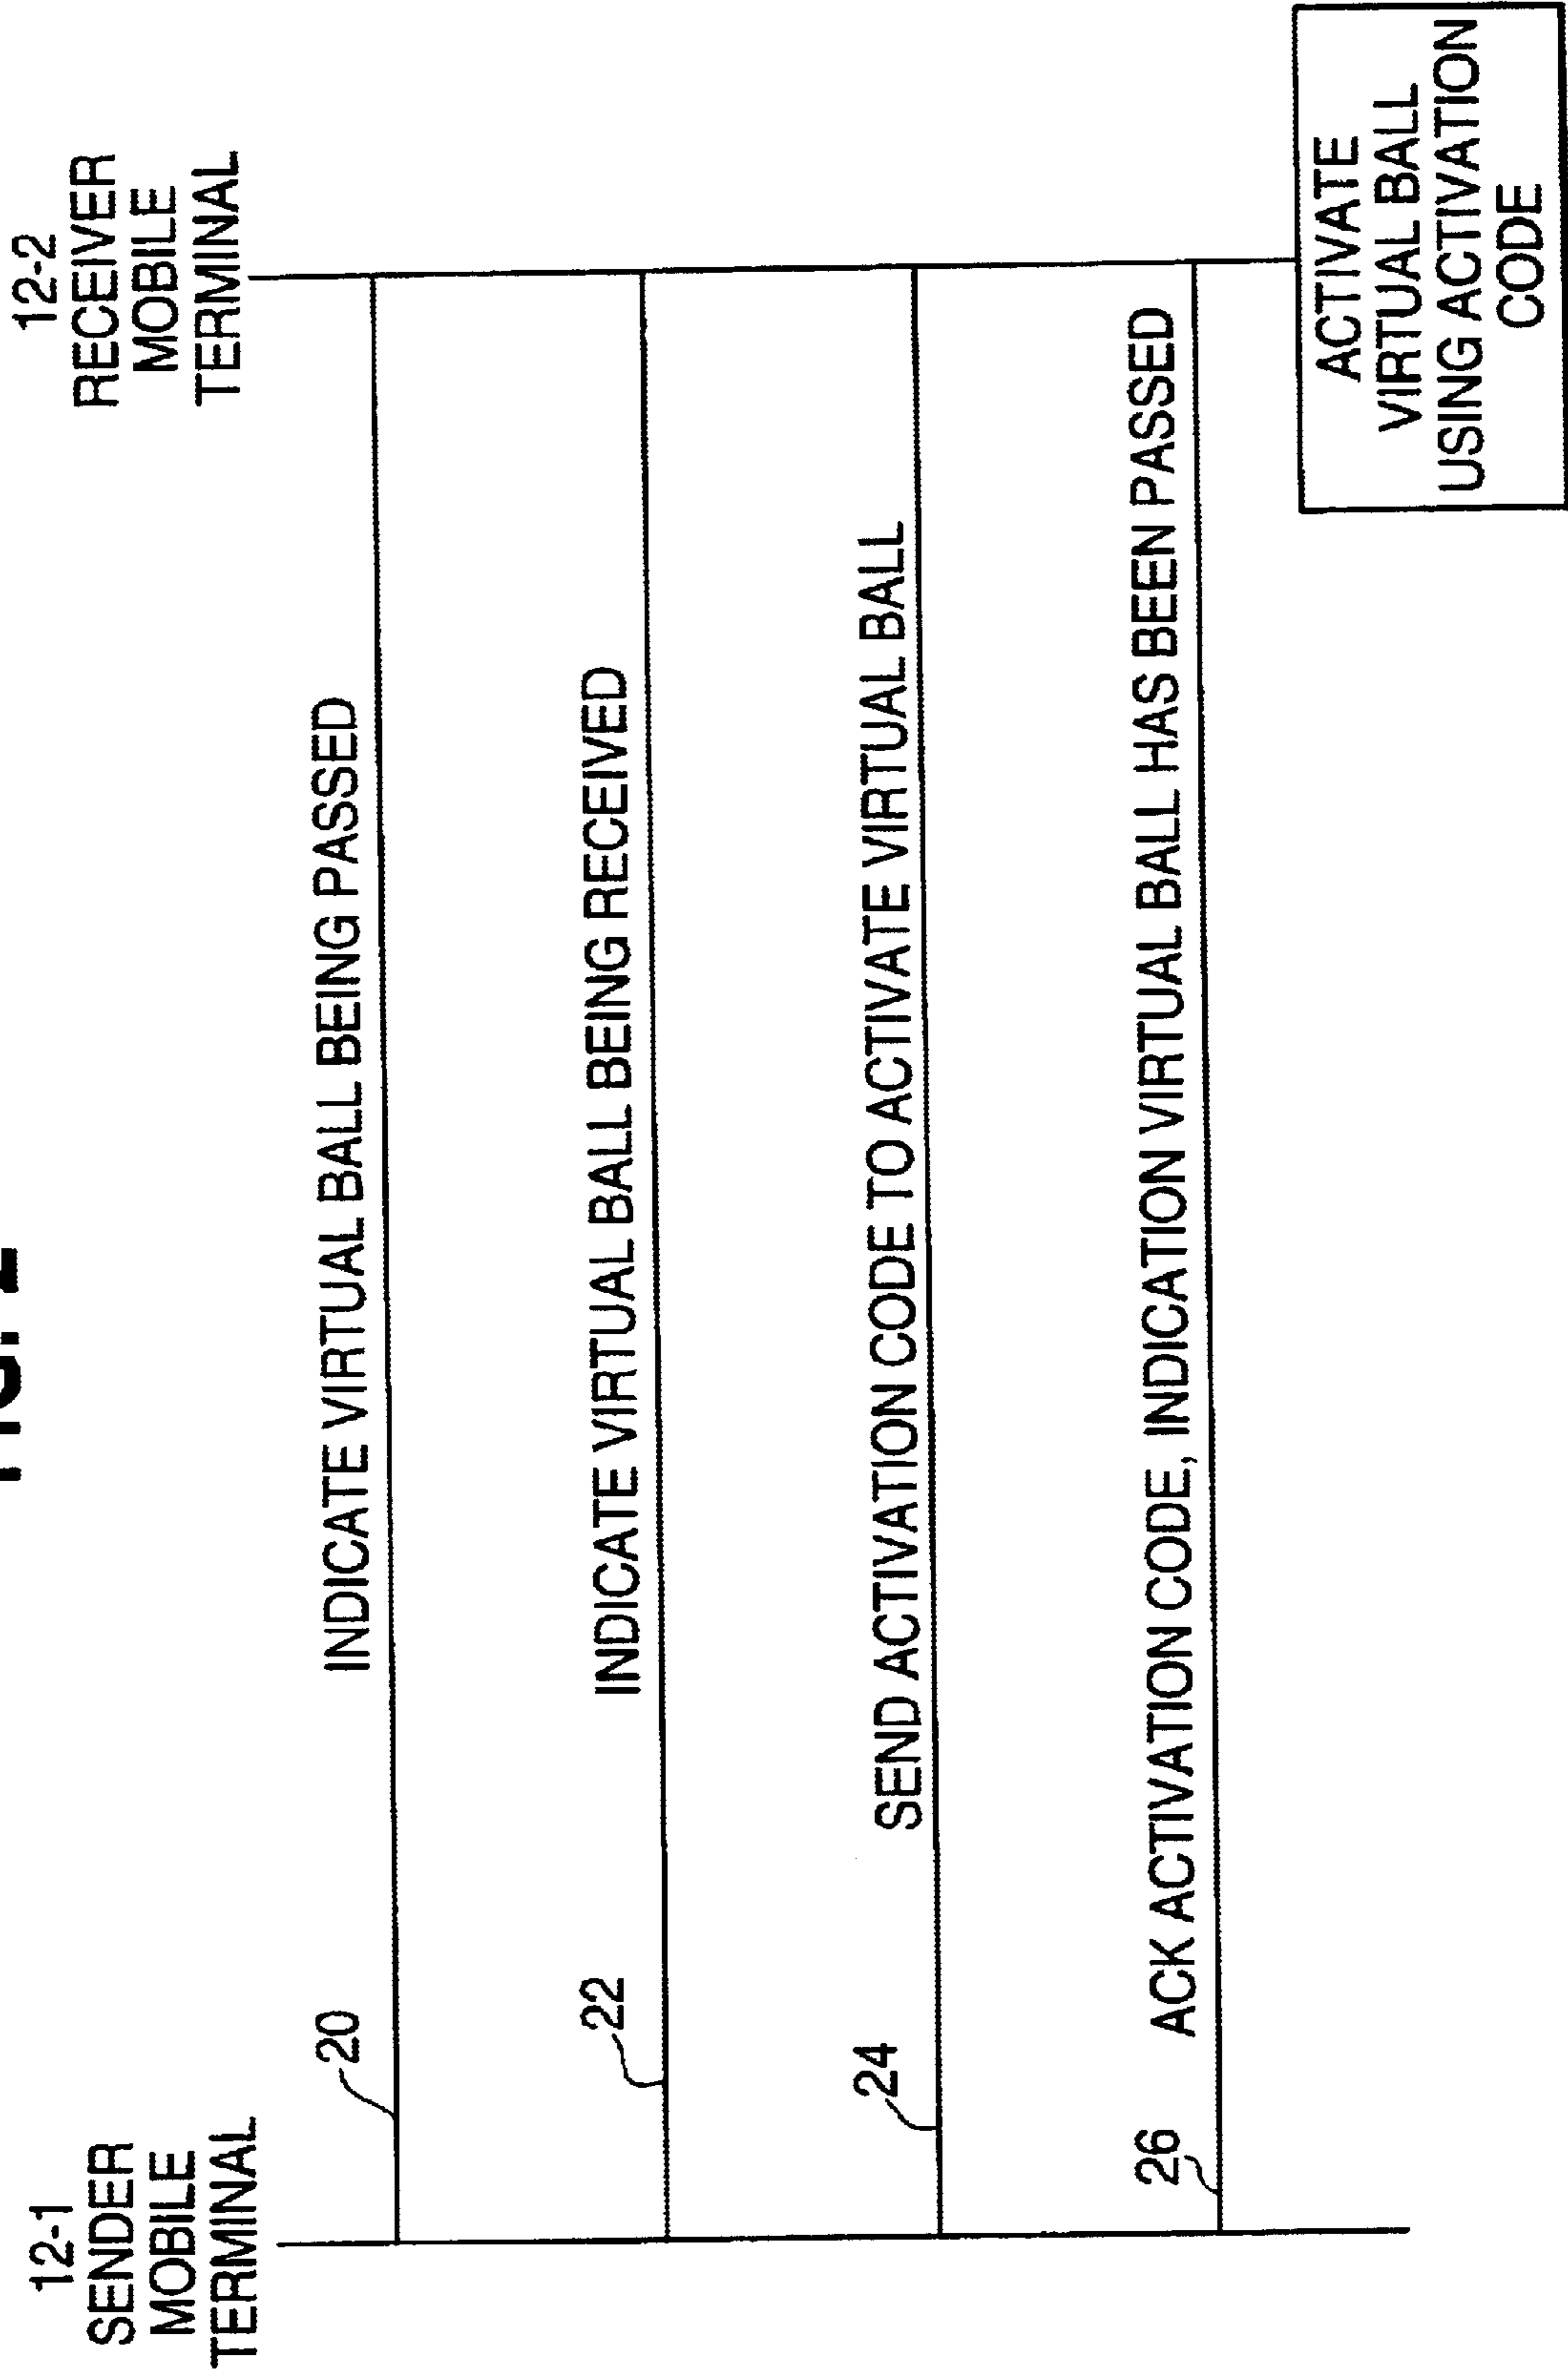 12-1
SENDER
MOBILE
TERMINAL
12-2
RECEIVER
MOBILE
TERMINAL
20
INDICATE VIRTUAL BALL BEING PASSED
22
INDICATE VIRTUAL BALL BEING RECEIVED
24
SEND ACTIVATION CODE TO ACTIVATE VIRTUAL BALL
26
ACK ACTIVATION CODE, INDICATION VIRTUAL BALL HAS BEEN PASSED
ACTIVATE
VIRTUAL BALL
USING ACTIVATION
CODE